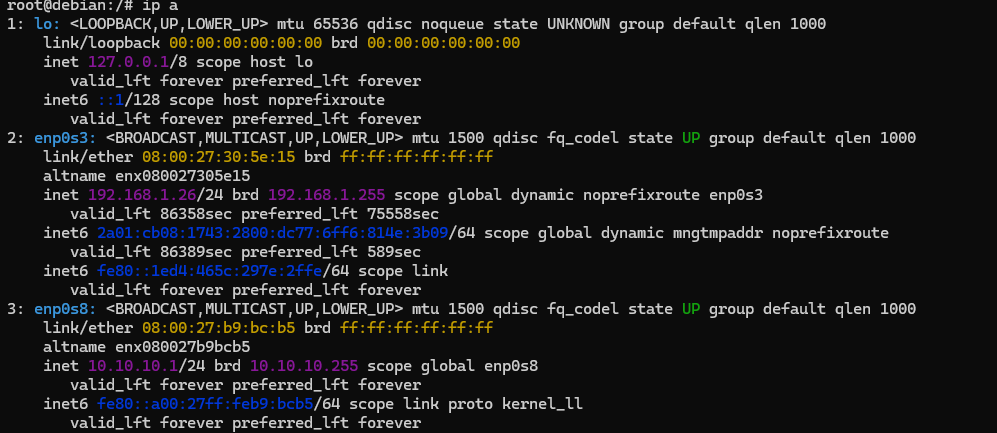 root@debian:/# ip a
1: lo: <LOOPBACK,UP,LOWER_UP> mtu 65536 qdisc noqueue state UNKNOWN group default qlen 1000
    link/loopback 00:00:00:00:00:00 brd 00:00:00:00:00:00
    inet 127.0.0.1/8 scope host lo
       valid_lft forever preferred_lft forever
    inet6 ::1/128 scope host noprefixroute
       valid_lft forever preferred_lft forever
2: enp0s3: <BROADCAST,MULTICAST,UP,LOWER_UP> mtu 1500 qdisc fq_codel state UP group default qlen 1000
    link/ether 08:00:27:30:5e:15 brd ff:ff:ff:ff:ff:ff
    altname enx080027305e15
    inet 192.168.1.26/24 brd 192.168.1.255 scope global dynamic noprefixroute enp0s3
       valid_lft 86358sec preferred_lft 75558sec
    inet6 2a01:cb08:1743:2800:dc77:6ff6:814e:3b09/64 scope global dynamic mngtmpaddr noprefixroute
       valid_lft 86389sec preferred_lft 589sec
    inet6 fe80::1ed4:465c:297e:2ffe/64 scope link
       valid_lft forever preferred_lft forever
3: enp0s8: <BROADCAST,MULTICAST,UP,LOWER_UP> mtu 1500 qdisc fq_codel state UP group default qlen 1000
    link/ether 08:00:27:b9:bc:b5 brd ff:ff:ff:ff:ff:ff
    altname enx080027b9bcb5
    inet 10.10.10.1/24 brd 10.10.10.255 scope global enp0s8
       valid_lft forever preferred_lft forever
    inet6 fe80::a00:27ff:feb9:bcb5/64 scope link proto kernel_ll
       valid_lft forever preferred_lft forever